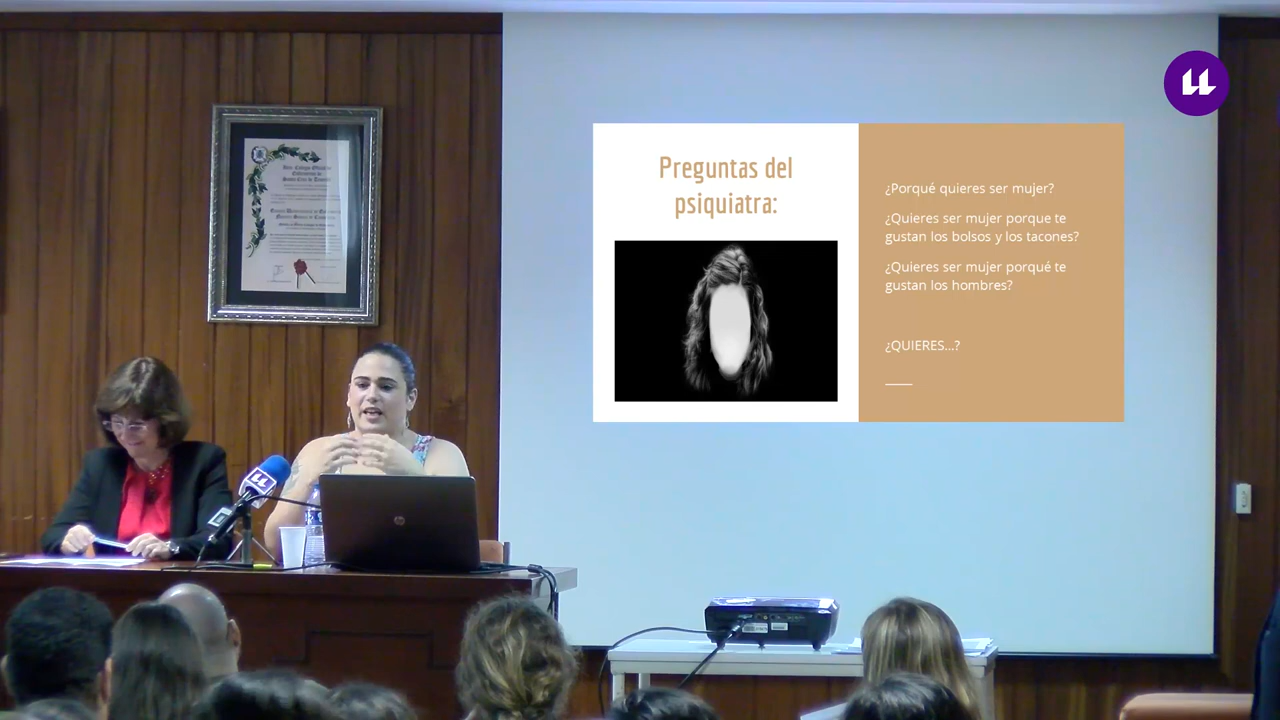 Preguntas del
psiquiatra:
¿Porqué quieres ser mujer?
¿Quieres ser mujer porque te
gustan los bolsos y los tacones?
¿Quieres ser mujer porqué te
gustan los hombres?
¿QUIERES...?